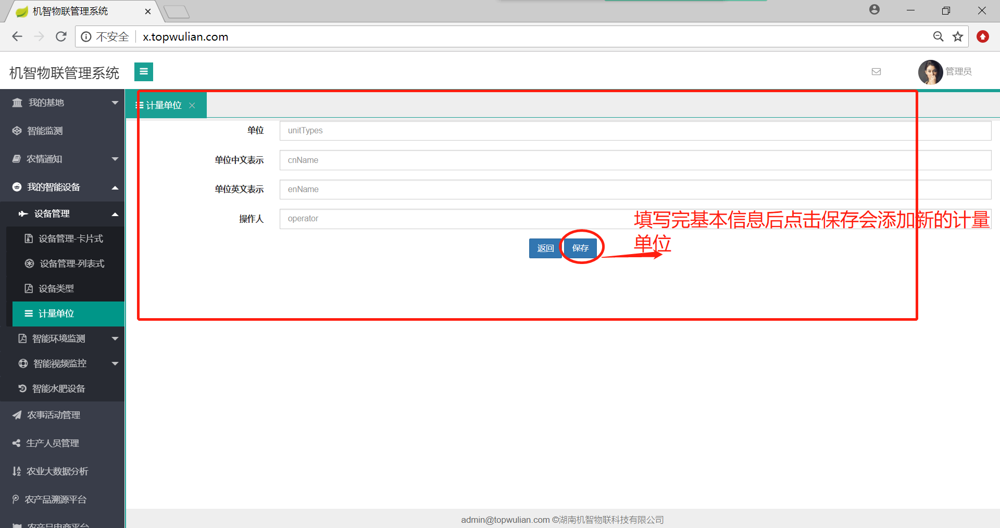 机智物联管理系统
不安全
x.topwulian.com
机智物联管理系统
管理员
我的基地
智能监测
农情通知
我的智能设备
设备管理
设备管理-卡片式
设备管理-列表式
设备类型
计量单位
智能环境监测
智能视频监控
智能水肥设备
农事活动管理
生产人员管理
农业大数据分析
农产品溯源平台
农产品电商平台
计量单位
单位
unitTypes
单位中文表示
cnName
单位英文表示
enName
操作人
operator
填写完基本信息后点击保存会添加新的计量
单位
返回
保存
admin@topwulian.com ©湖南机智物联科技有限公司